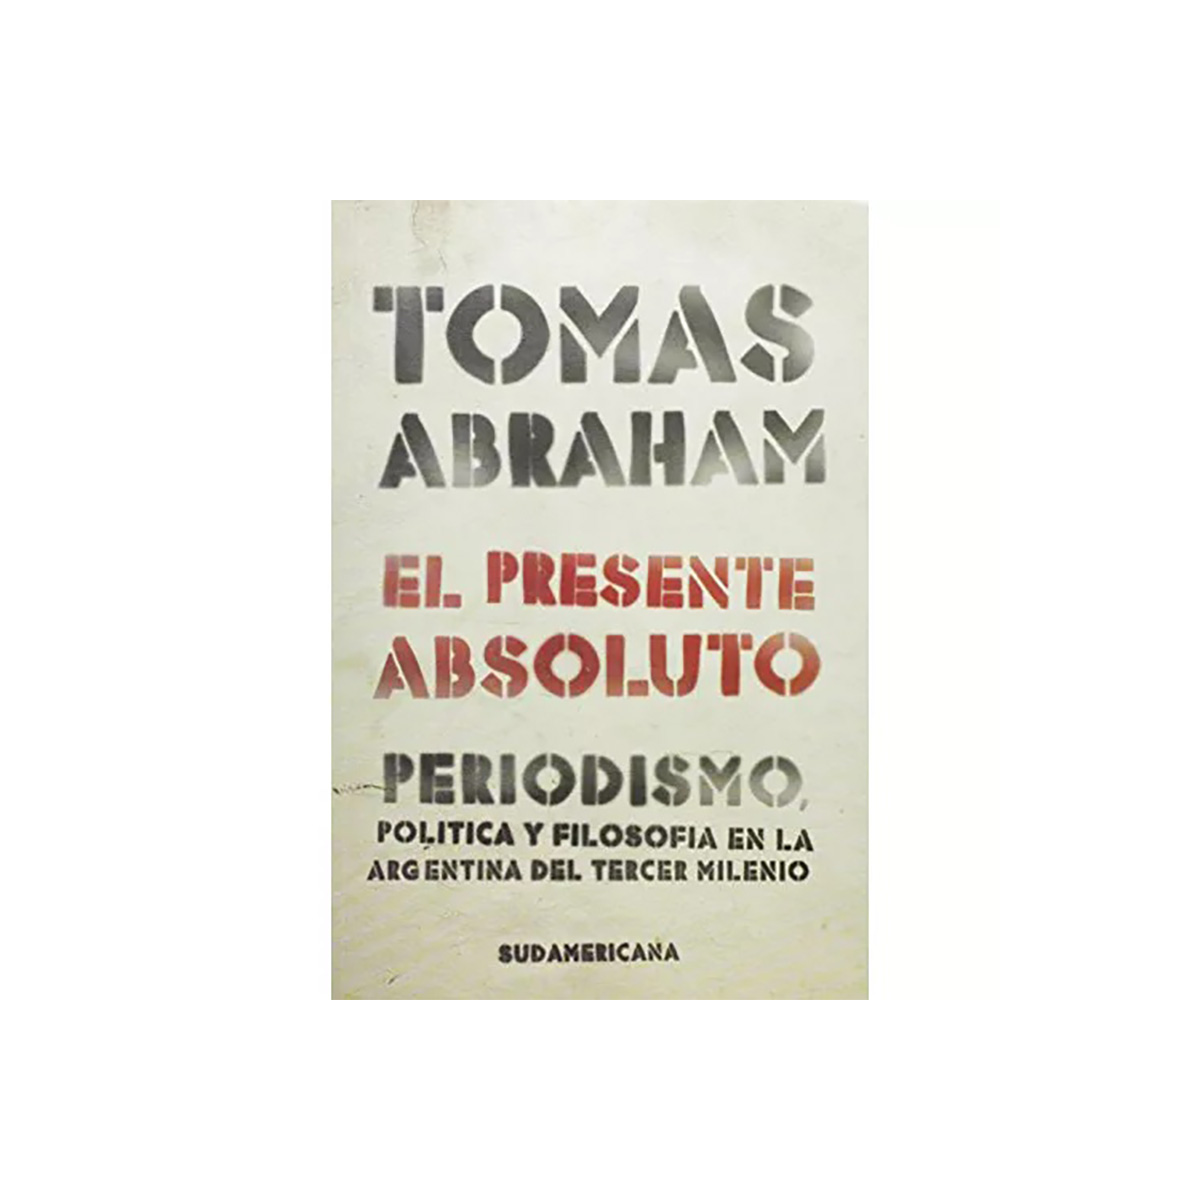 TOMAS
ABRAHAM
EL PRESENTE
ABSOLUTO
PERIODISMO,
POLITICA Y FILOSOFIA EN LA
ARGENTINA DEL TERCER MILENIO
SUDAMERICANA